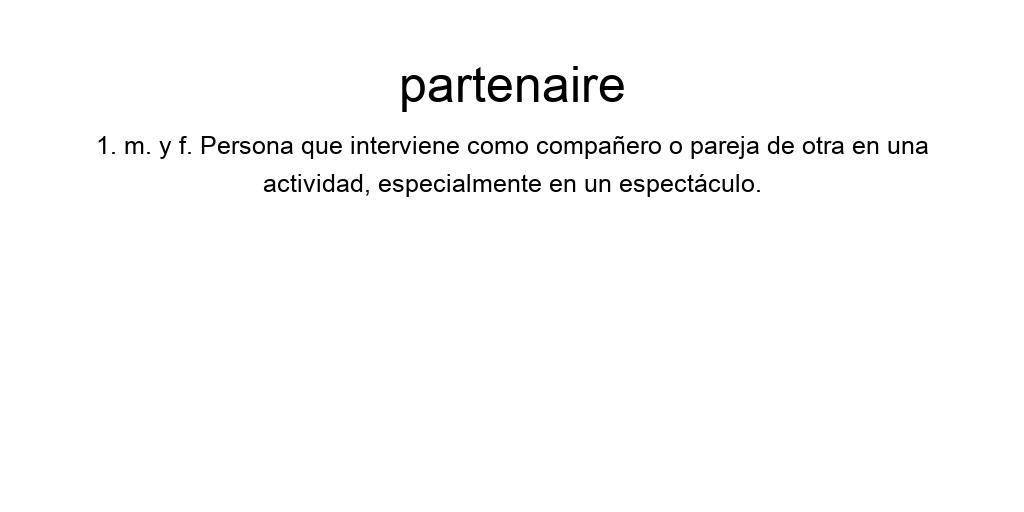 partenaire
1. m. y f. Persona que interviene como compañero o pareja de otra en una
actividad, especialmente en un espectáculo.